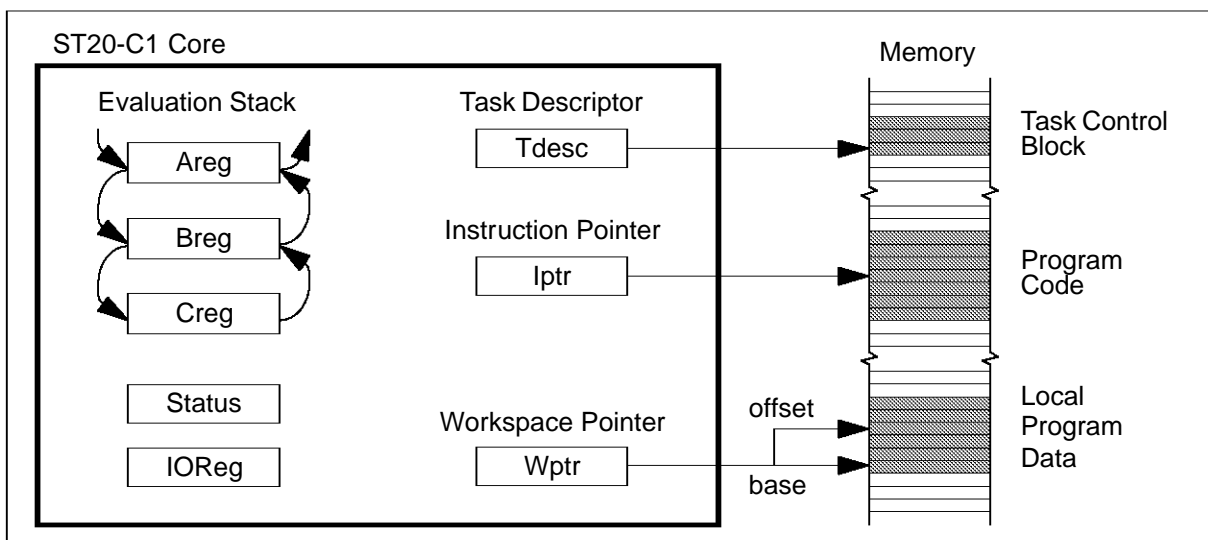 ST20-C1 Core
Memory
Evaluation Stack
Task Descriptor
Areg
Tdesc
Task Control
Block
Breg
Instruction Pointer
Creg
Iptr
Program
Code
Status
Workspace Pointer
offset
Local
Program
Data
IOReg
Wptr
base